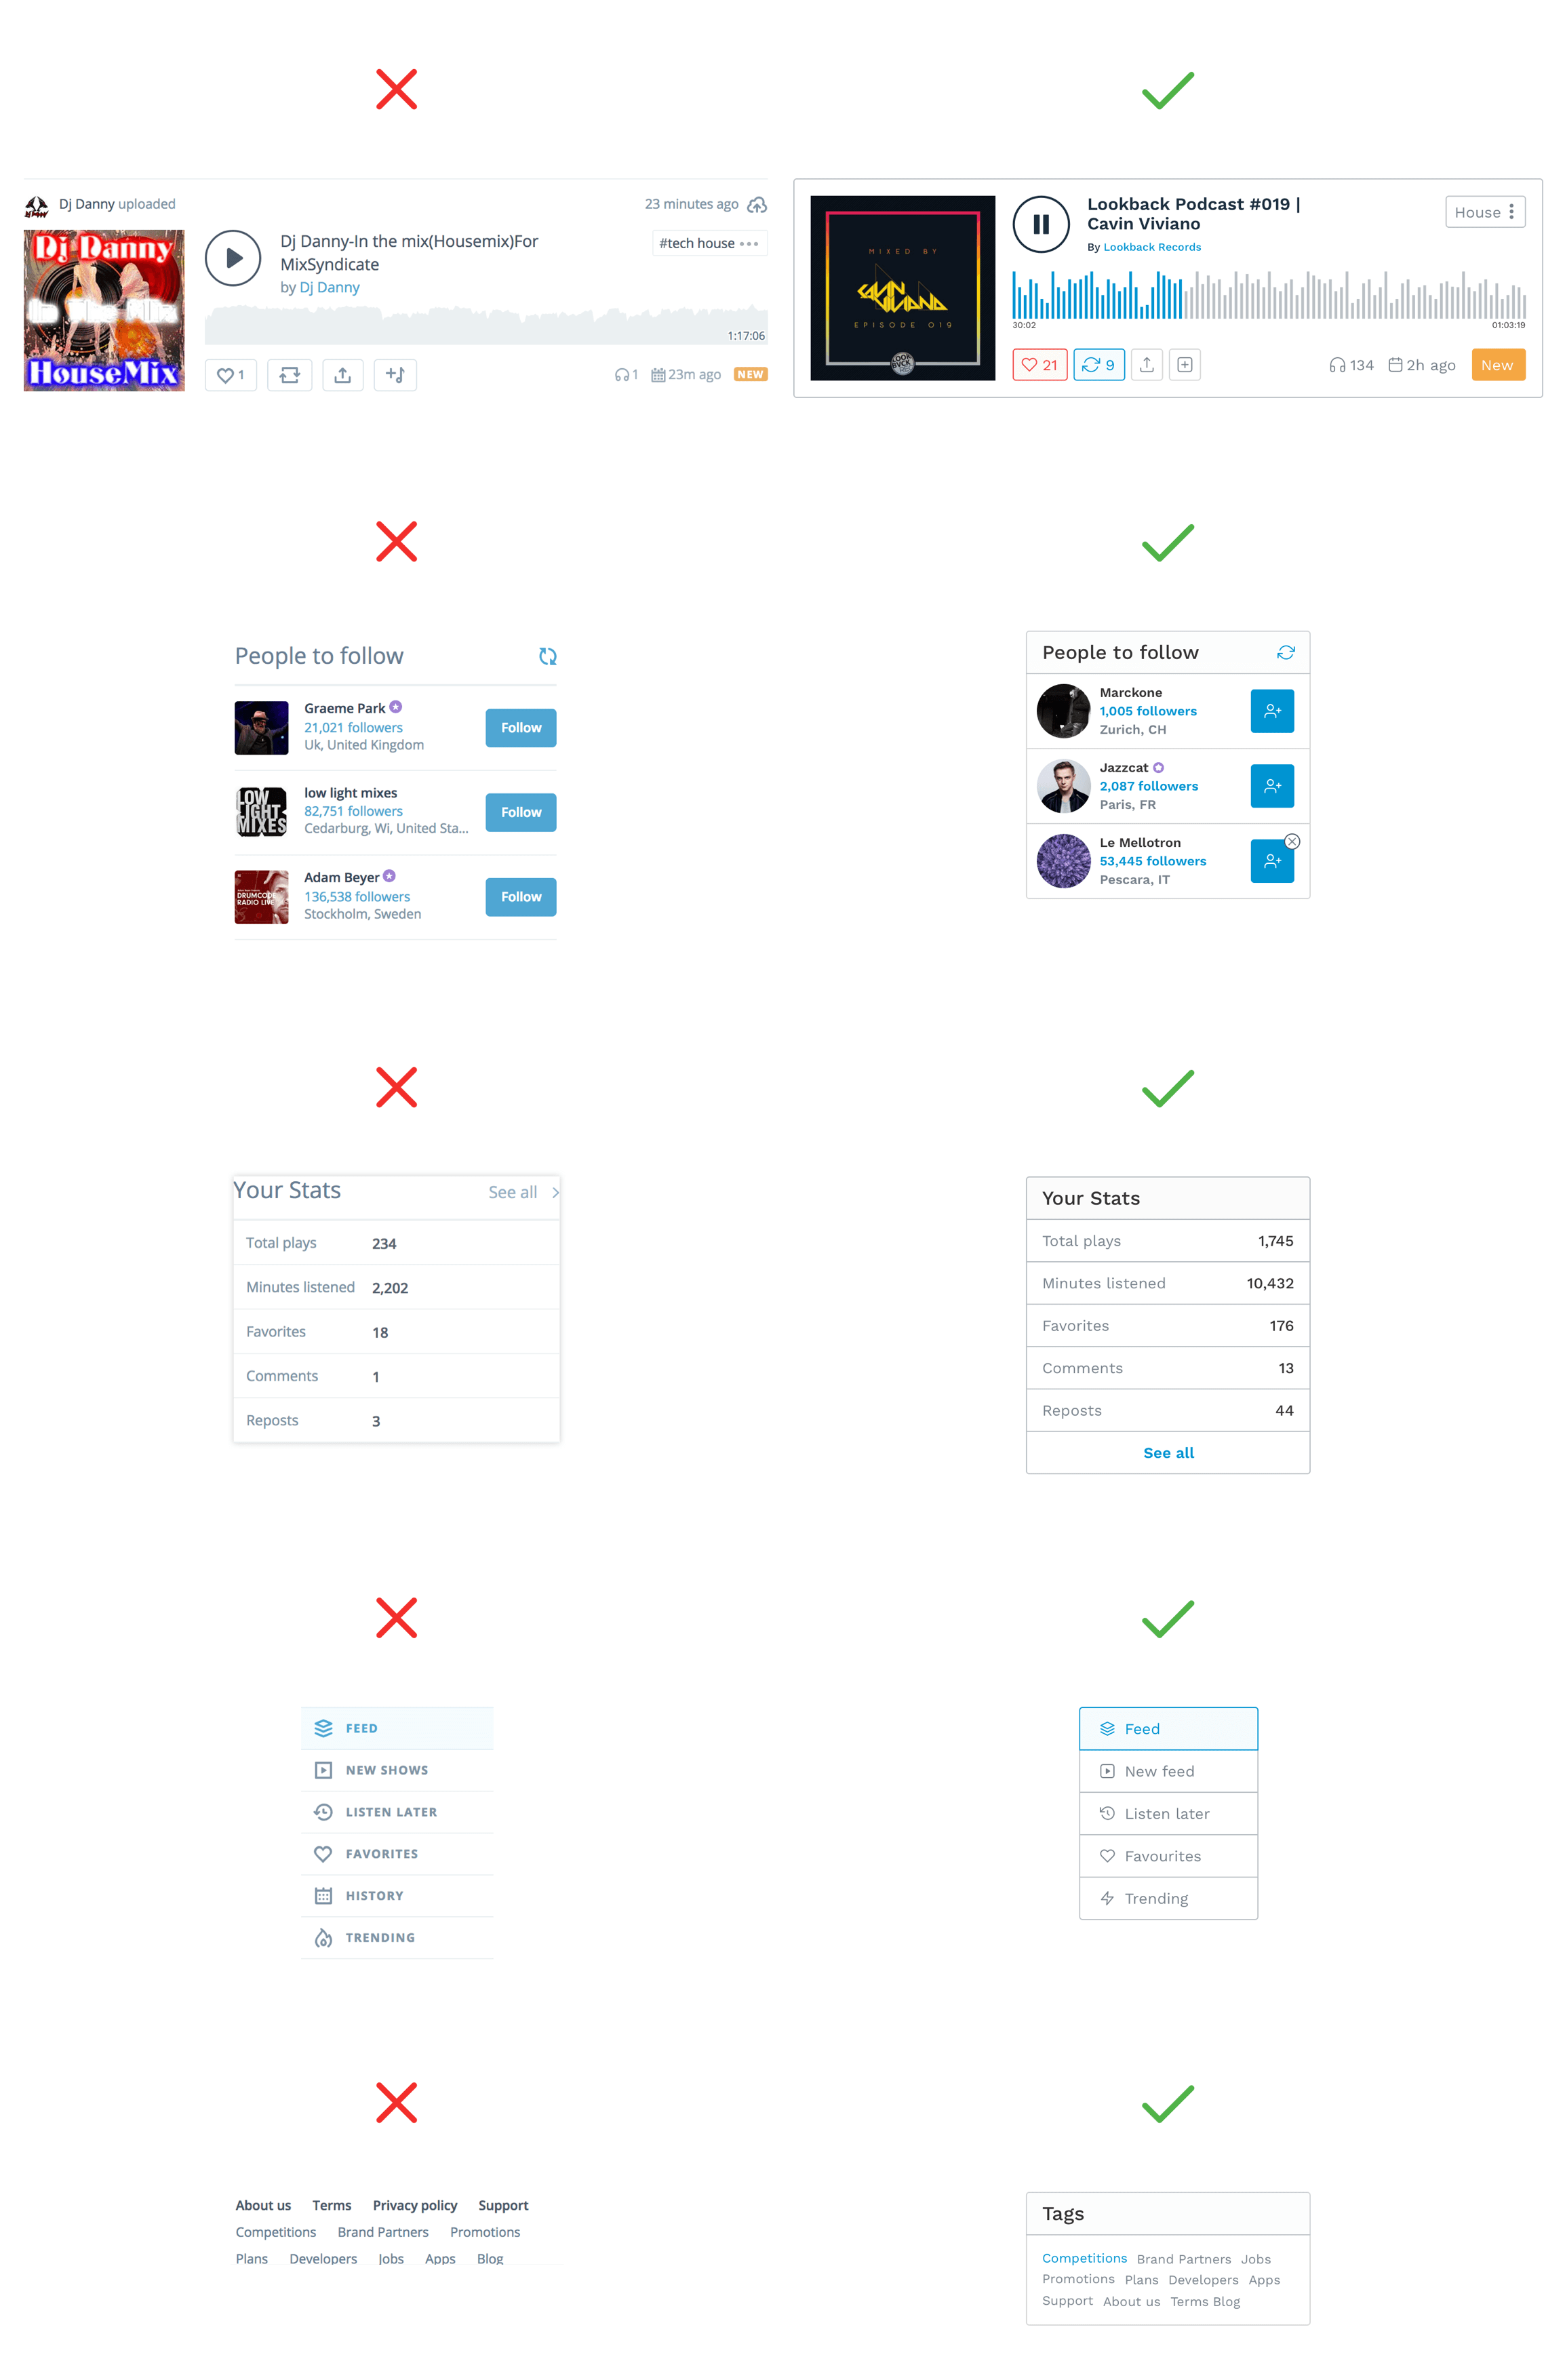 Dj Danny uploaded
23 minutes ago
Dj Danny
HouseMix
Dj Danny-In the mix(Housemix)For
MixSyndicate
by Dj Danny
#tech house
1:17:06
1
1
23m ago
NEW
MIXED BY
CAVIN VIVIANO
EPISODE 019
Lookback Podcast #019 |
Cavin Viviano
By Lookback Records
House
30:02
01:03:19
21
9
134
2h ago
New
People to follow
Graeme Park
21,021 followers
Uk, United Kingdom
Follow
LOW LIGHT MIXES
low light mixes
82,751 followers
Cedarburg, Wi, United Sta...
Follow
DRUMCODE
RADIO LIVE
Adam Beyer
136,538 followers
Stockholm, Sweden
Follow
People to follow
Marckone
1,005 followers
Zurich, CH
Jazzcat
2,087 followers
Paris, FR
Le Mellotron
53,445 followers
Pescara, IT
Your Stats
See all
Total plays 234
Minutes listened 2,202
Favorites 18
Comments 1
Reposts 3
Your Stats
Total plays 1,745
Minutes listened 10,432
Favorites 176
Comments 13
Reposts 44
See all
FEED
NEW SHOWS
LISTEN LATER
FAVORITES
HISTORY
TRENDING
Feed
New feed
Listen later
Favourites
Trending
About us Terms Privacy policy Support
Competitions Brand Partners Promotions
Plans Developers Jobs Apps Blog
Tags
Competitions Brand Partners Jobs
Promotions Plans Developers Apps
Support About us Terms Blog